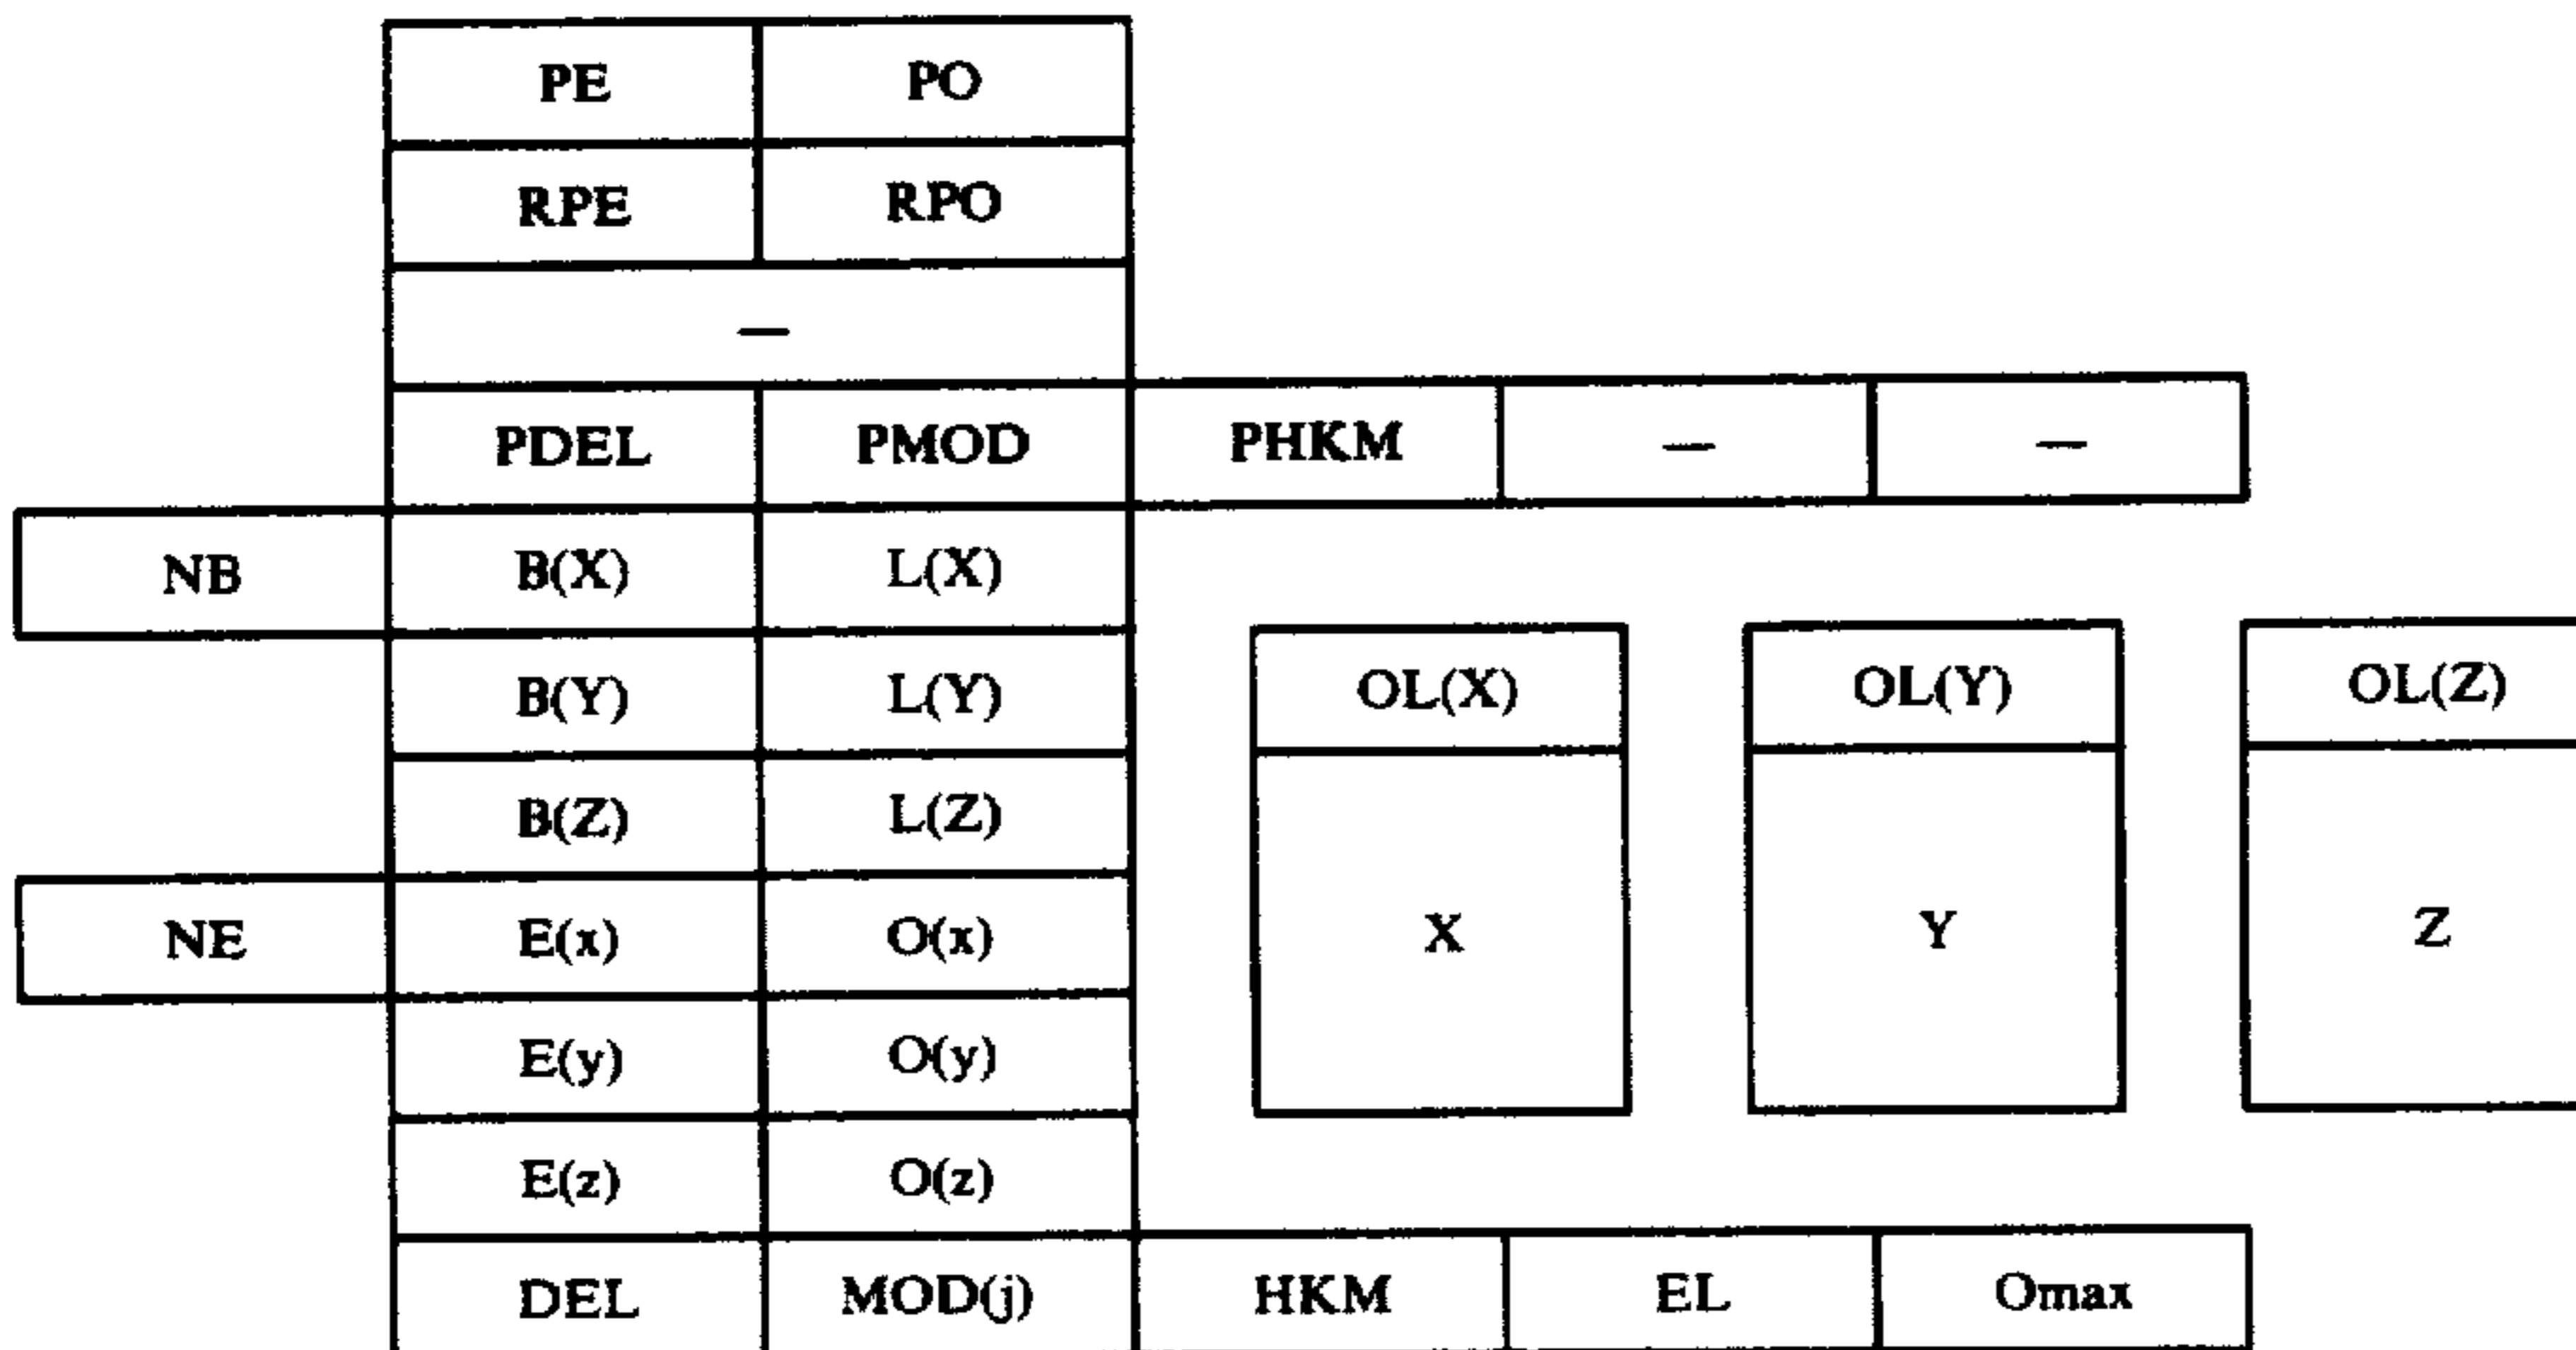 PE PO
RPE RPO
—
PDEL PMOD PHKM — —
NB B(X) L(X)
B(Y) L(Y) OL(X) OL(Y) OL(Z)
B(Z) L(Z)
NE E(x) O(x) X Y Z
E(y) O(y)
E(z) O(z)
DEL MOD(j) HKM EL Omax